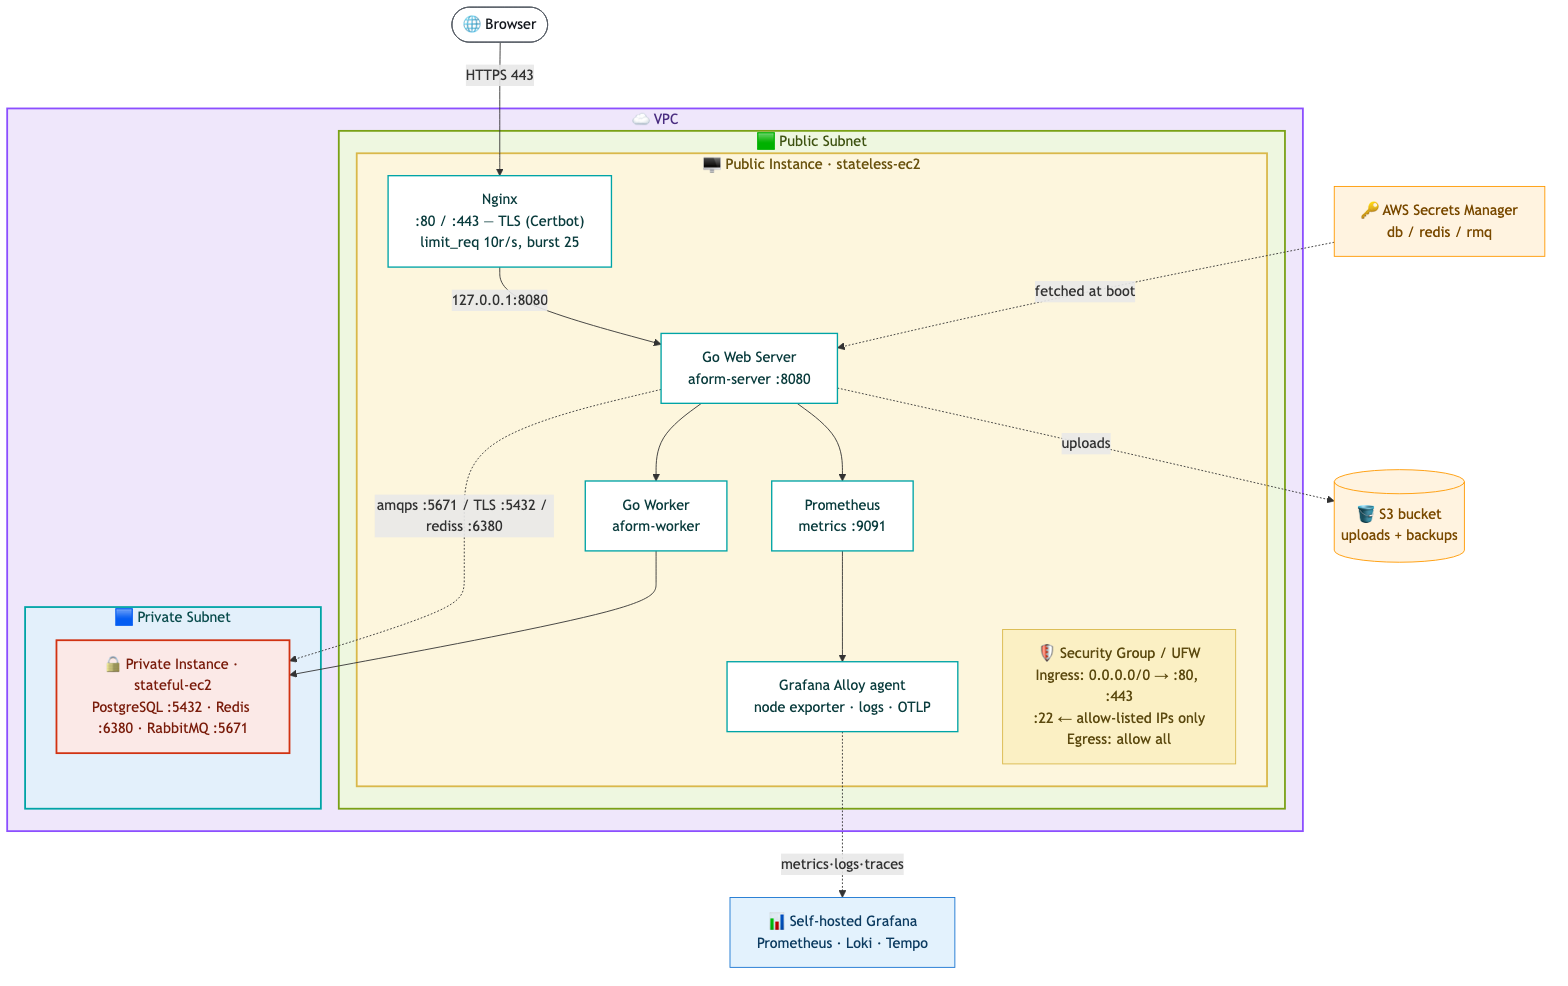 🌐 Browser
HTTPS 443
☁️ VPC
🟩 Public Subnet
🖥️ Public Instance · stateless-ec2
Nginx
:80 / :443 — TLS (Certbot)
limit_req 10r/s, burst 25
🔑 AWS Secrets Manager
db / redis / rmq
fetched at boot
127.0.0.1:8080
Go Web Server
aform-server :8080
uploads
amqps :5671 / TLS :5432 /
rediss :6380
Go Worker
aform-worker
Prometheus
metrics :9091
🪣 S3 bucket
uploads + backups
🟦 Private Subnet
🔒 Private Instance ·
stateful-ec2
PostgreSQL :5432 · Redis
:6380 · RabbitMQ :5671
Grafana Alloy agent
node exporter · logs · OTLP
🛡️ Security Group / UFW
Ingress: 0.0.0.0/0 → :80,
:443
:22 ← allow-listed IPs only
Egress: allow all
metrics·logs·traces
📊 Self-hosted Grafana
Prometheus · Loki · Tempo